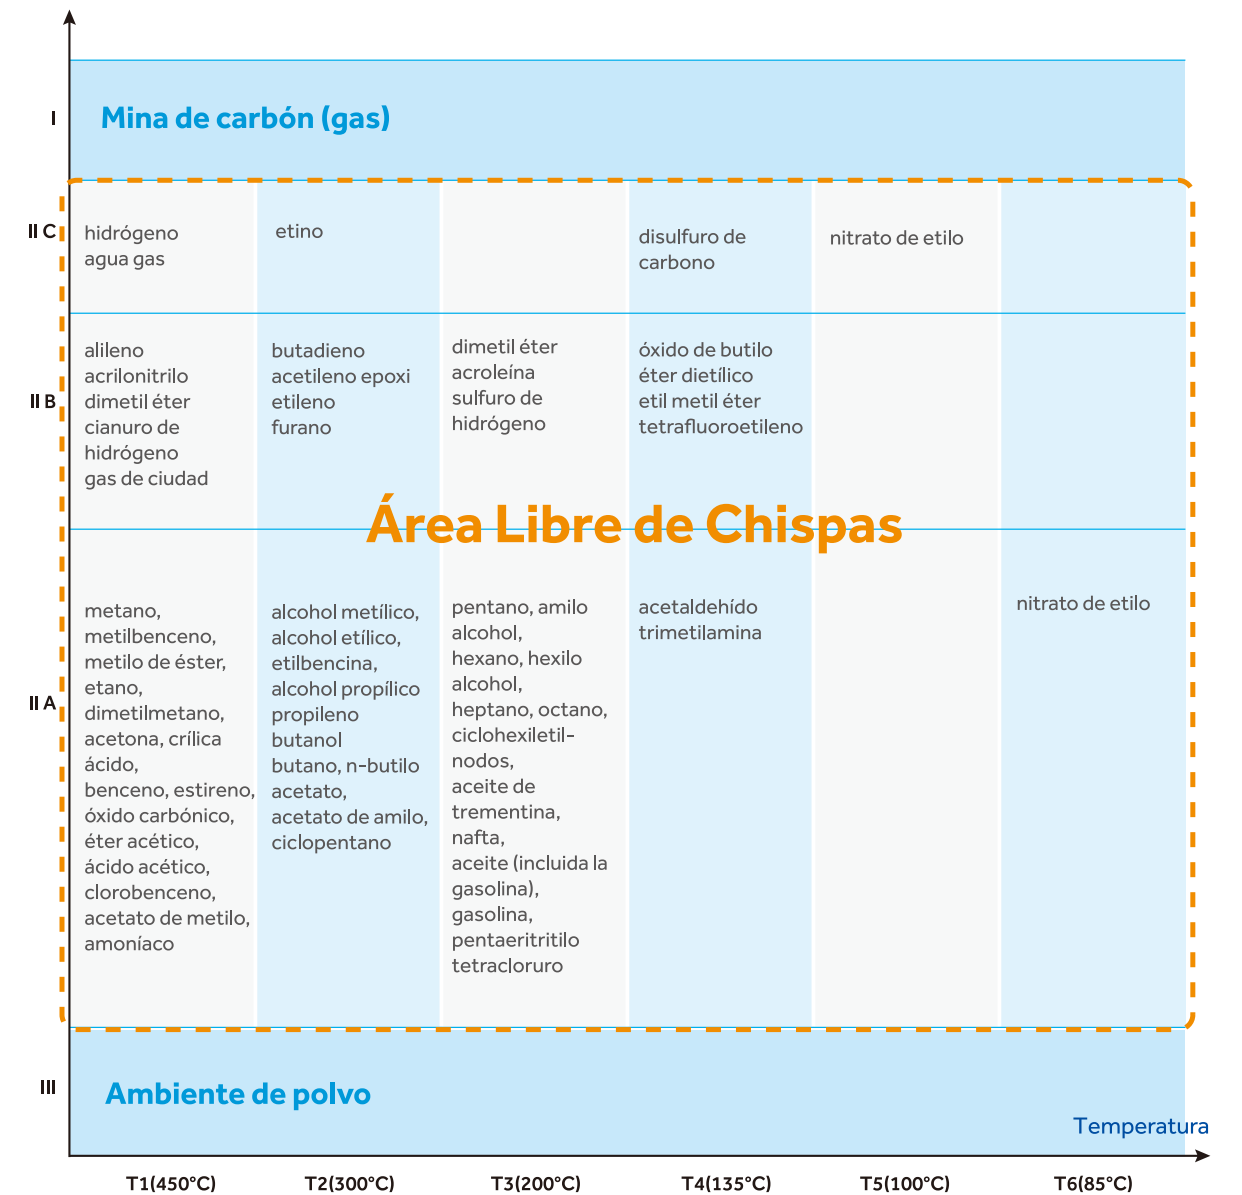 I
Mina de carbón (gas)
II C
hidrógeno
agua gas
etino
disulfuro de
carbono
nitrato de etilo
II B
alileno
acrilonitrilo
dimetil éter
cianuro de
hidrógeno
gas de ciudad
butadieno
acetileno epoxi
etileno
furano
dimetil éter
acroleína
sulfuro de
hidrógeno
óxido de butilo
éter dietílico
etil metil éter
tetrafluoroetileno
Área Libre de Chispas
II A
metano,
metilbenceno,
metilo de éster,
etano,
dimetilmetano,
acetona, crílica
ácido,
benceno, estireno,
óxido carbónico,
éter acético,
ácido acético,
clorobenceno,
acetato de metilo,
amoníaco
alcohol metílico,
alcohol etílico,
etilbencina,
alcohol propílico
propileno
butanol
butano, n-butilo
acetato,
acetato de amilo,
ciclopentano
pentano, amilo
alcohol,
hexano, hexilo
alcohol,
heptano, octano,
ciclohexiletil-
nodos,
aceite de
trementina,
nafta,
aceite (incluida la
gasolina),
gasolina,
pentaeritritilo
tetracloruro
acetaldehído
trimetilamina
nitrato de etilo
III
Ambiente de polvo
Temperatura
T1(450°C)
T2(300°C)
T3(200°C)
T4(135°C)
T5(100°C)
T6(85°C)